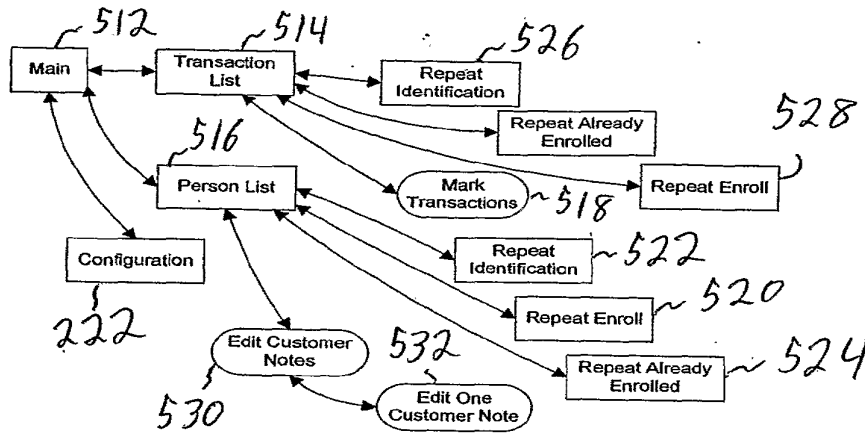 512
514
526
Main
Transaction
List
Repeat
Identification
Repeat Already
Enrolled
528
516
Person List
Mark
Transactions
518
Repeat Enroll
Configuration
Repeat
Identification
522
222
Repeat Enroll
520
Edit Customer
Notes
532
Repeat Already
Enrolled
524
530
Edit One
Customer Note